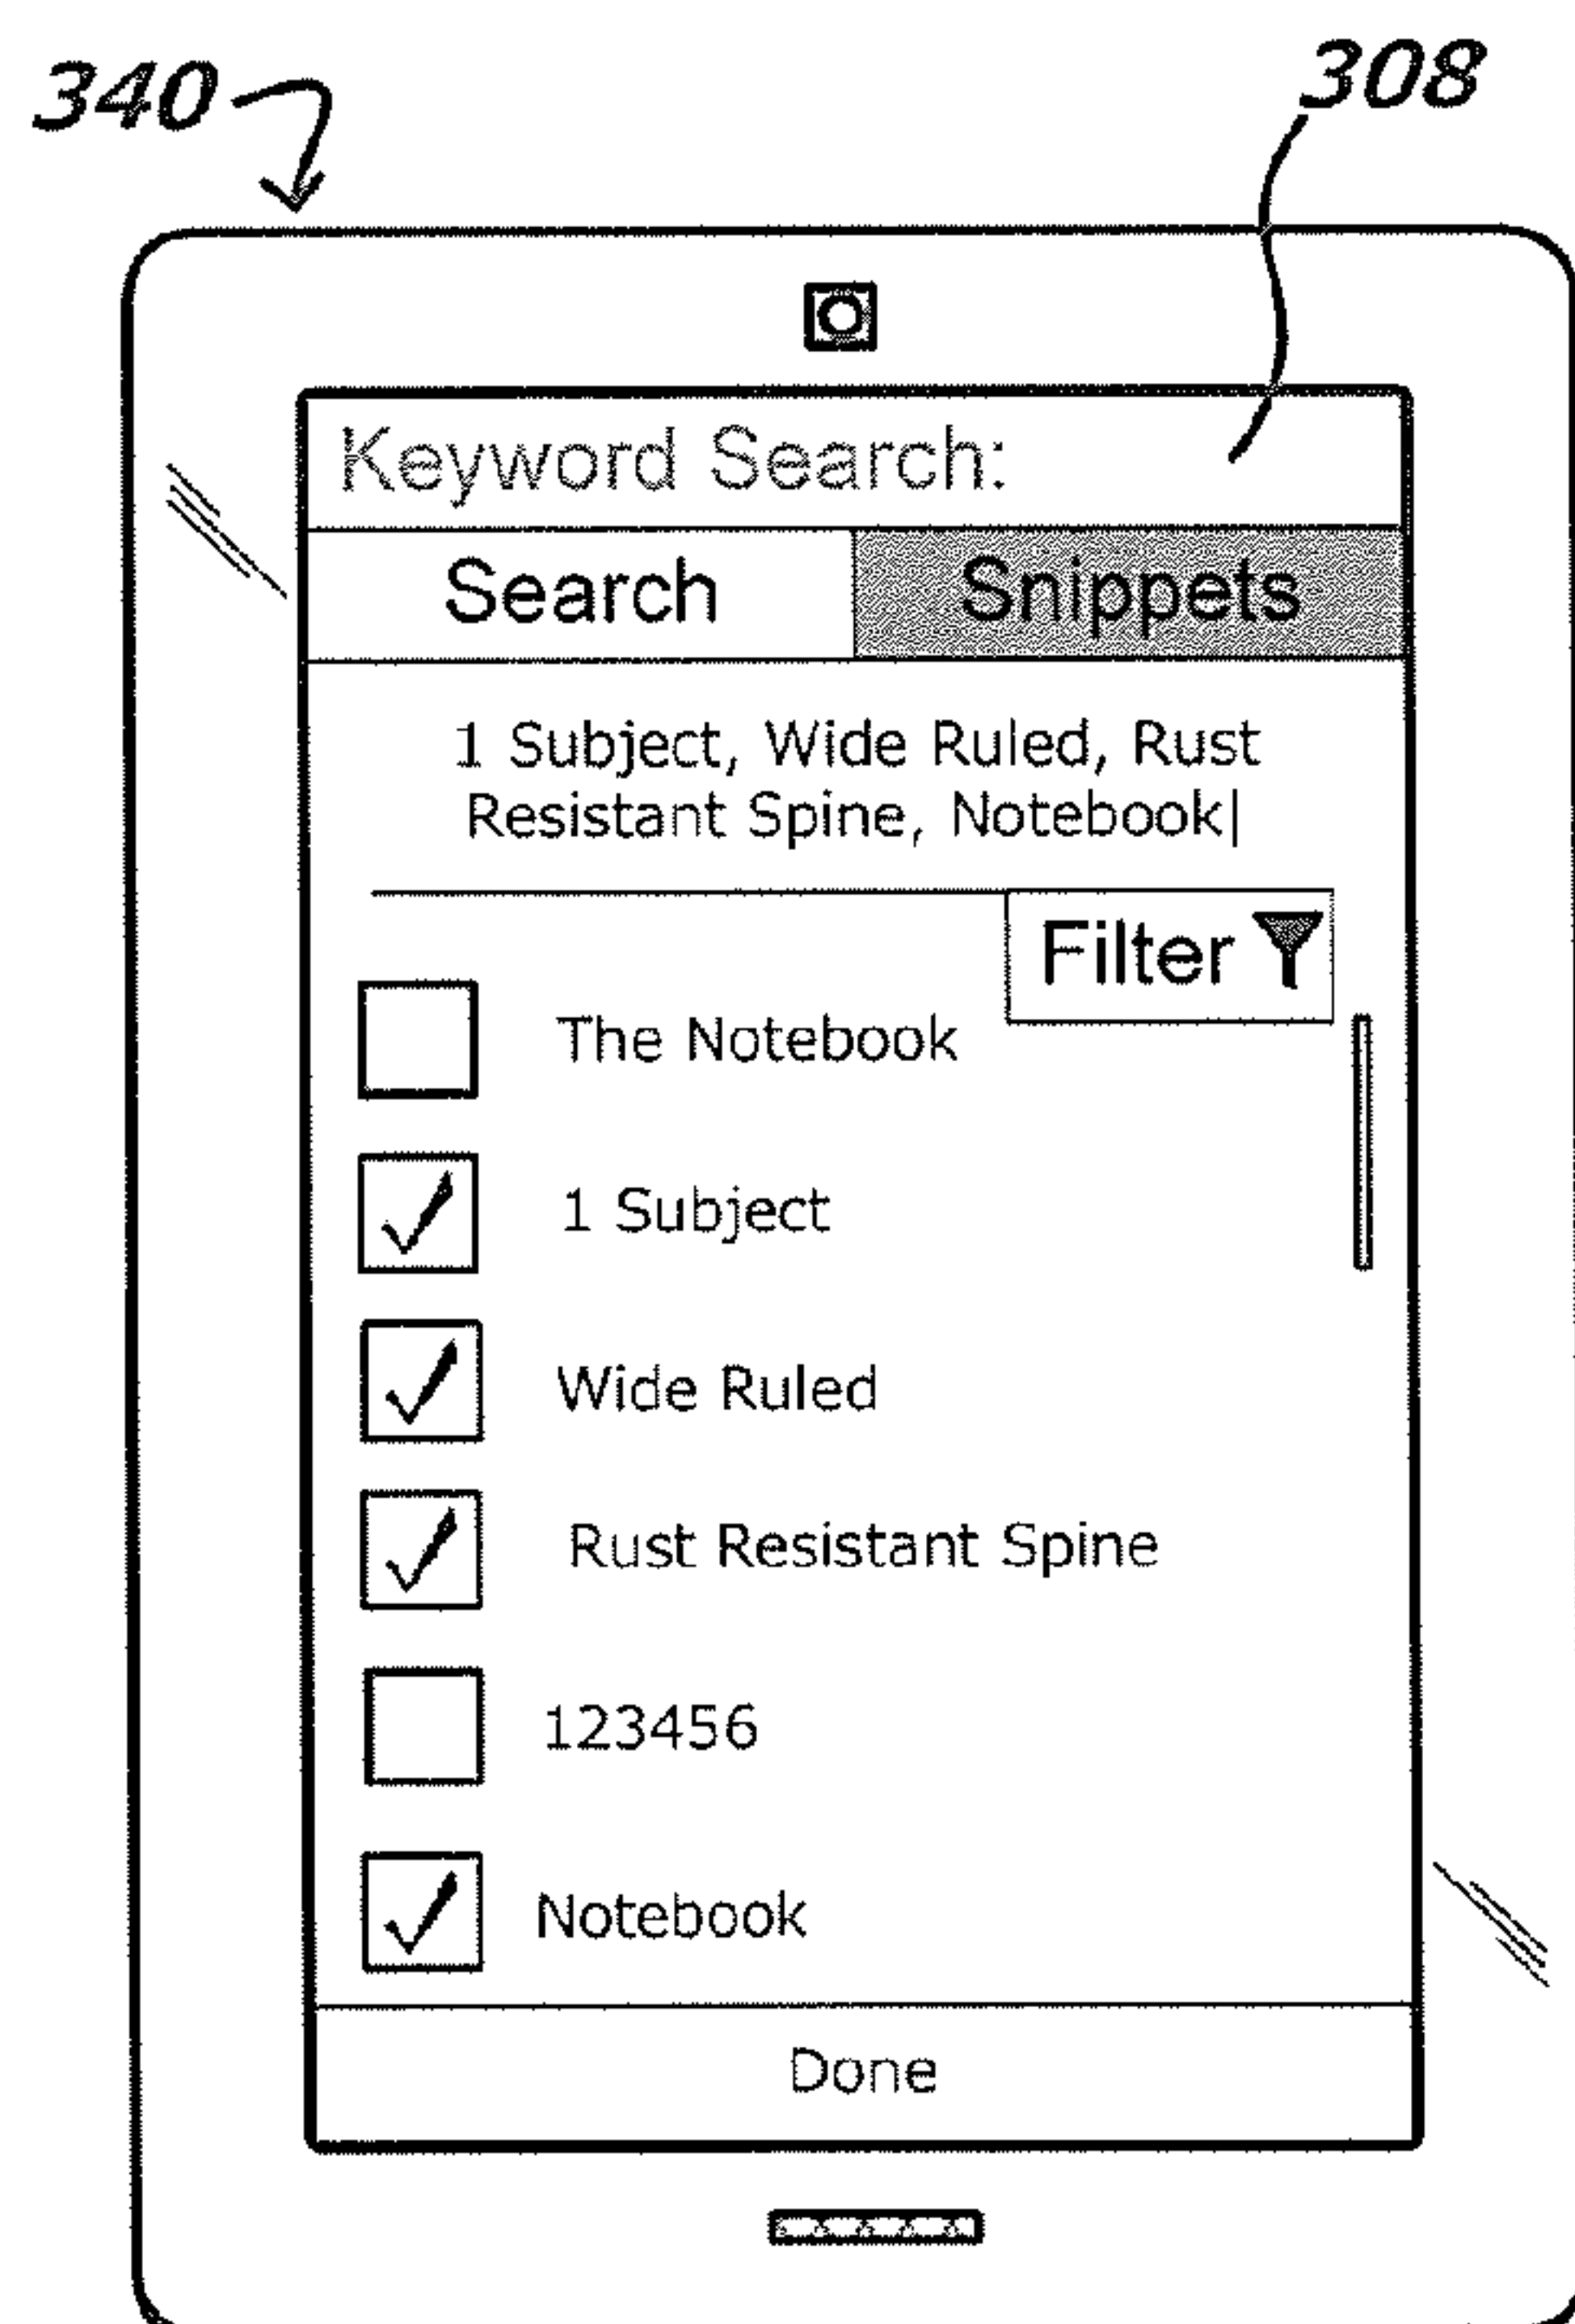 340
308
Keyword Search:
Search Snippets
1 Subject, Wide Ruled, Rust
Resistant Spine, Notebook|
Filter
The Notebook
1 Subject
Wide Ruled
Rust Resistant Spine
123456
Notebook
Done